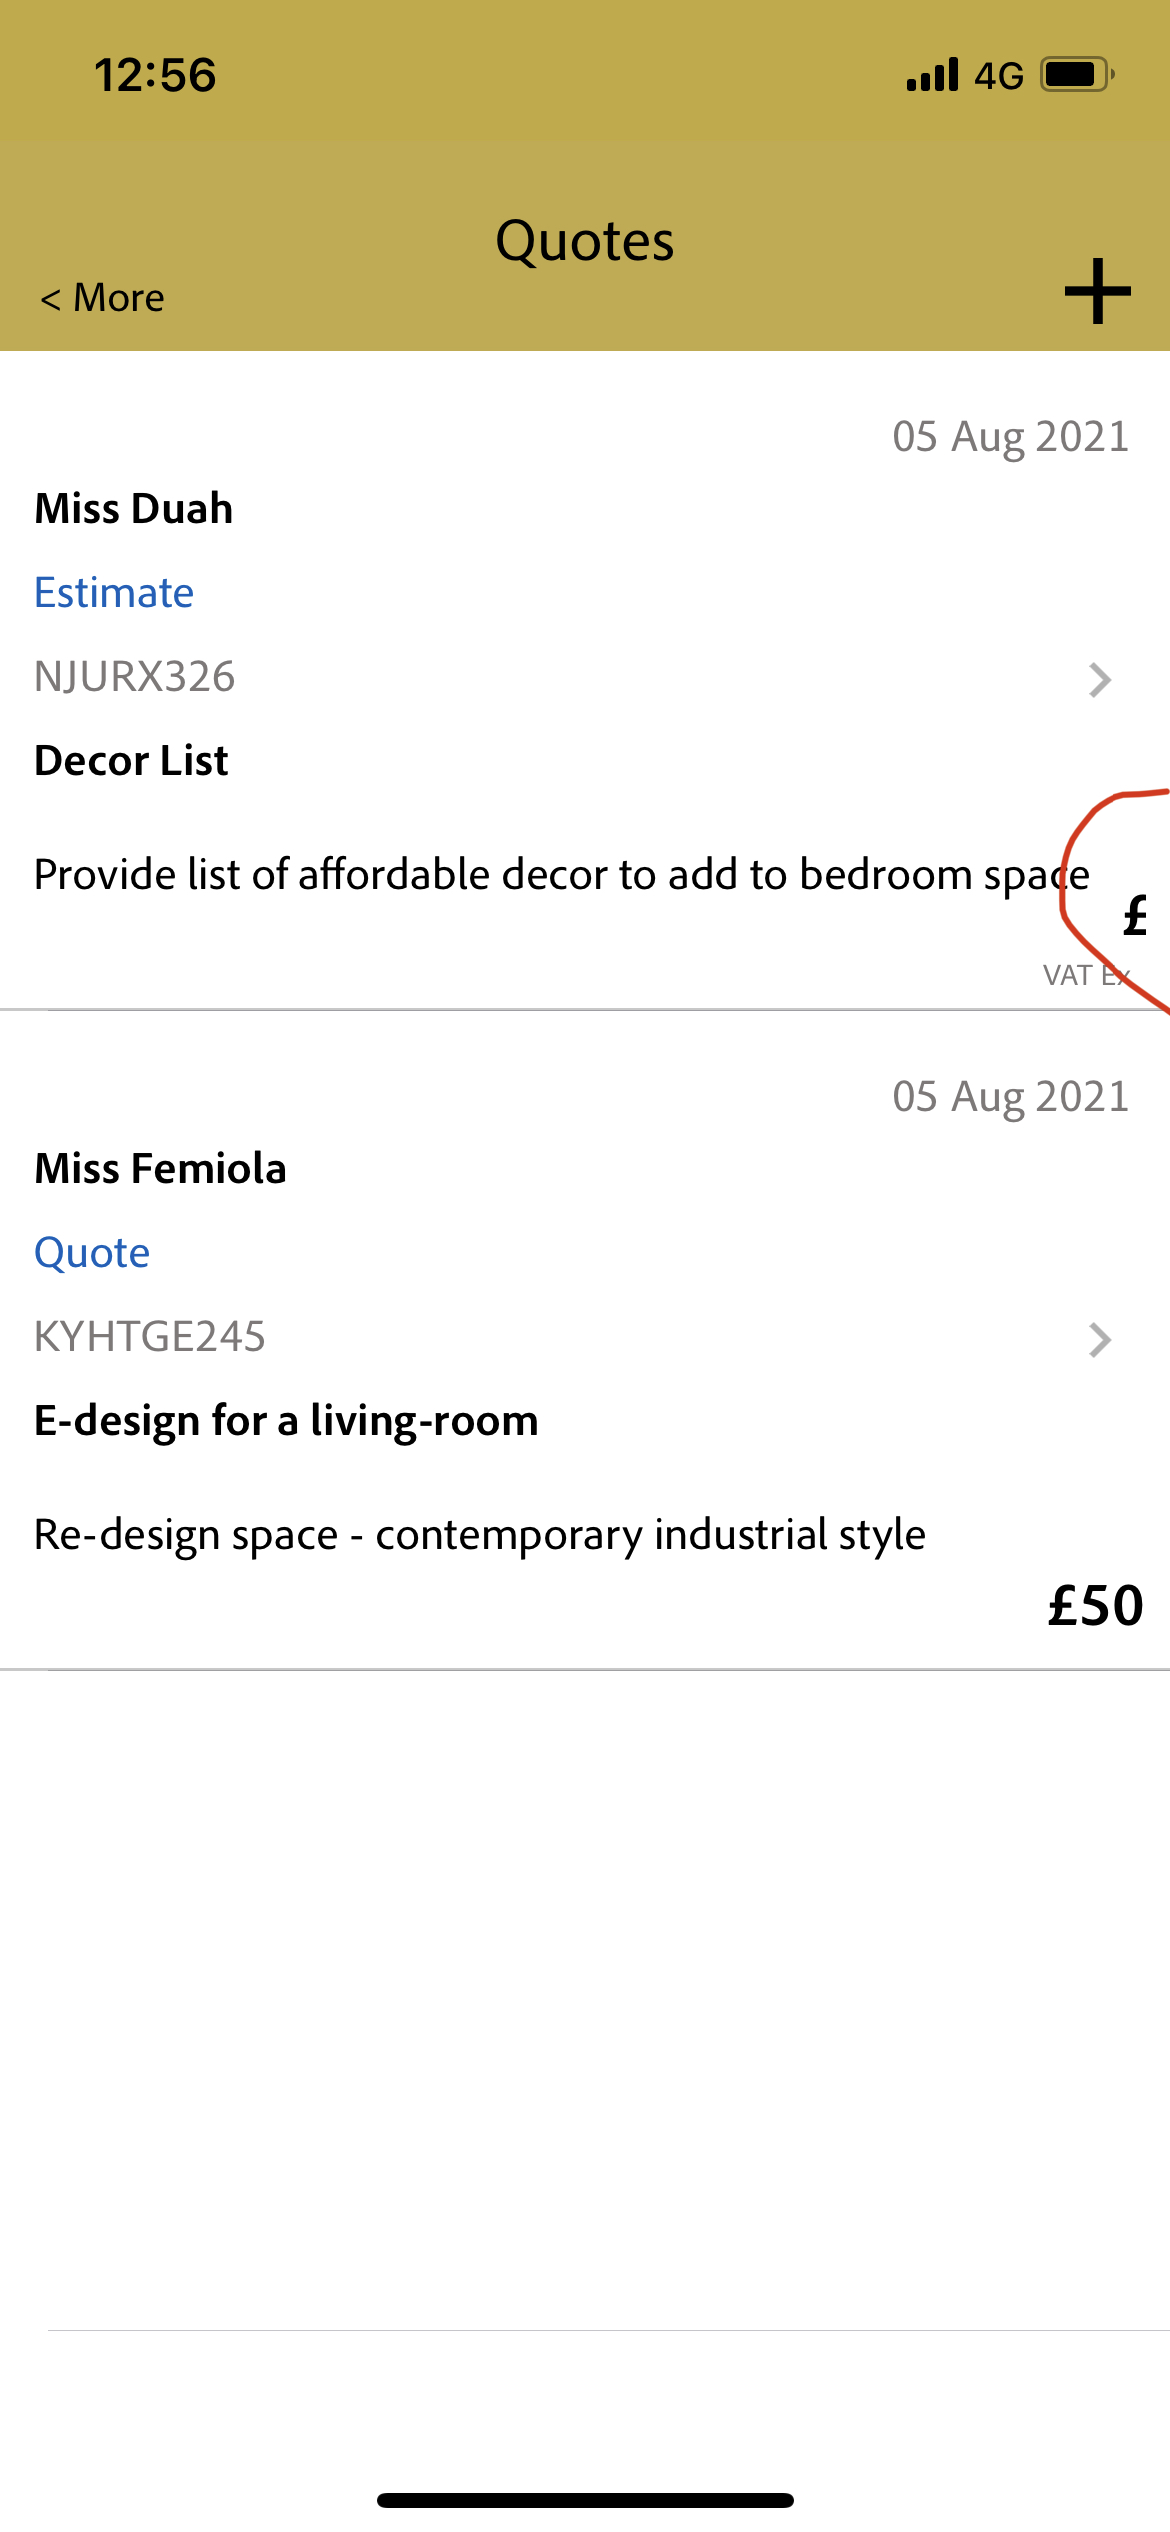 12:56 4G
Quotes
< More +
05 Aug 2021
Miss Duah
Estimate
NJURX326
Decor List
Provide list of affordable decor to add to bedroom space
£
VAT Ex
05 Aug 2021
Miss Femiola
Quote
KYHTGE245
E-design for a living-room
Re-design space - contemporary industrial style
£50